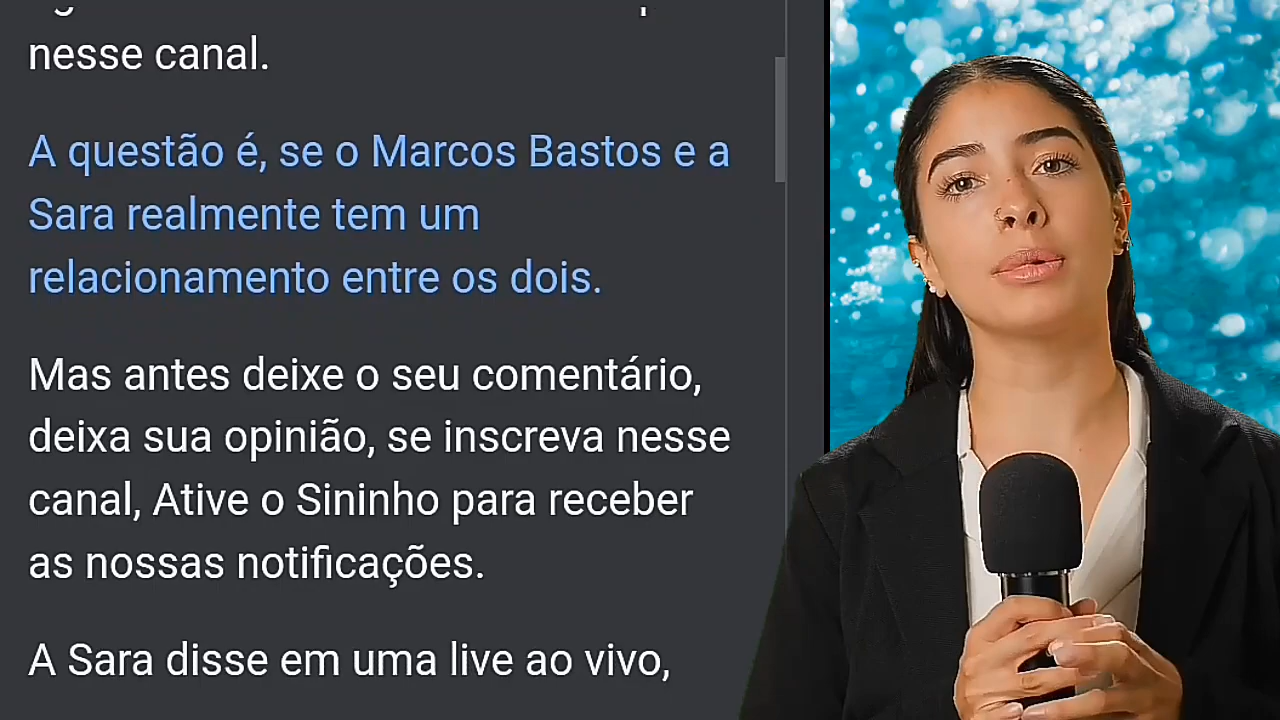 nesse canal.
A questão é, se o Marcos Bastos e a
Sara realmente tem um
relacionamento entre os dois.
Mas antes deixe o seu comentário,
deixa sua opinião, se inscreva nesse
canal, Ative o Sininho para receber
as nossas notificações.
A Sara disse em uma live ao vivo,